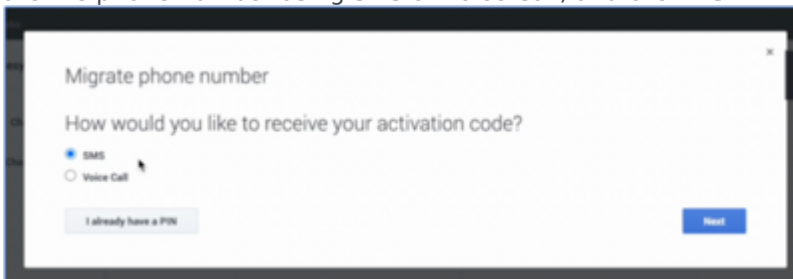 Migrate phone number
How would you like to receive your activation code?
SMS
Voice Call
I already have a PIN
Next